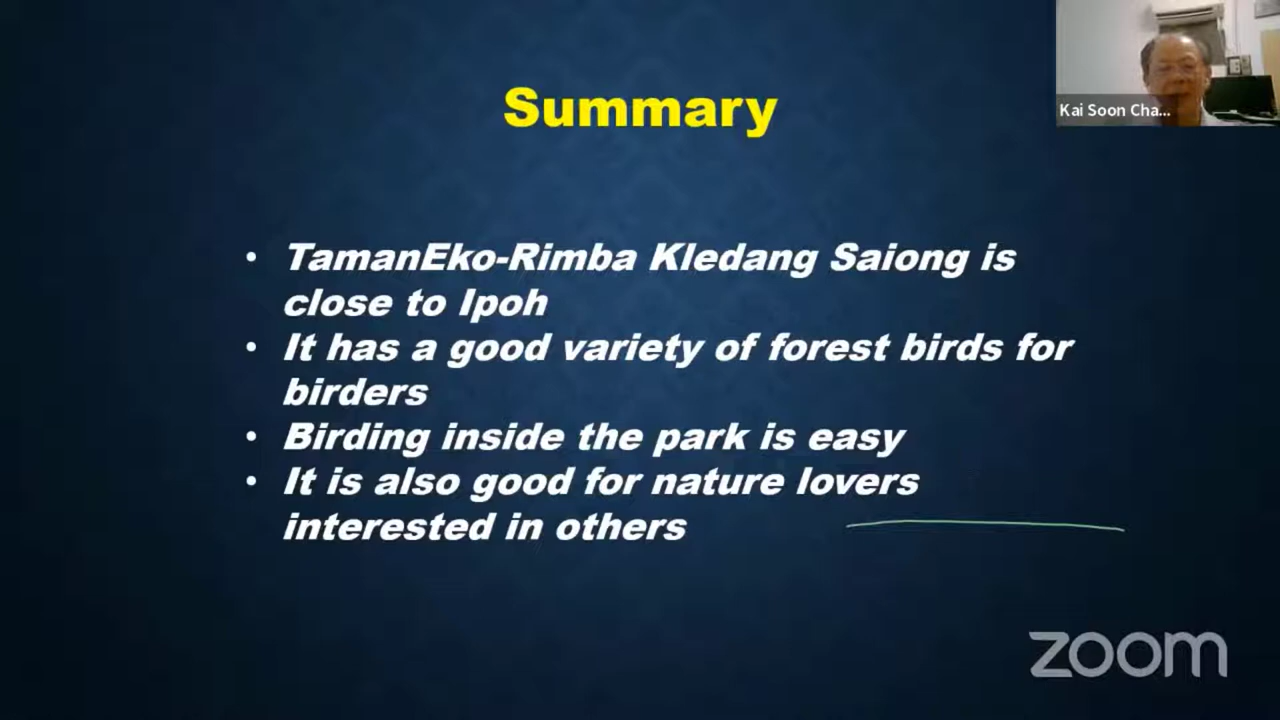 Summary
Kai Soon Cha...
• TamanEko-Rimba Kledang Saiong is
close to Ipoh
• It has a good variety of forest birds for
birders
• Birding inside the park is easy
• It is also good for nature lovers
interested in others
zoom